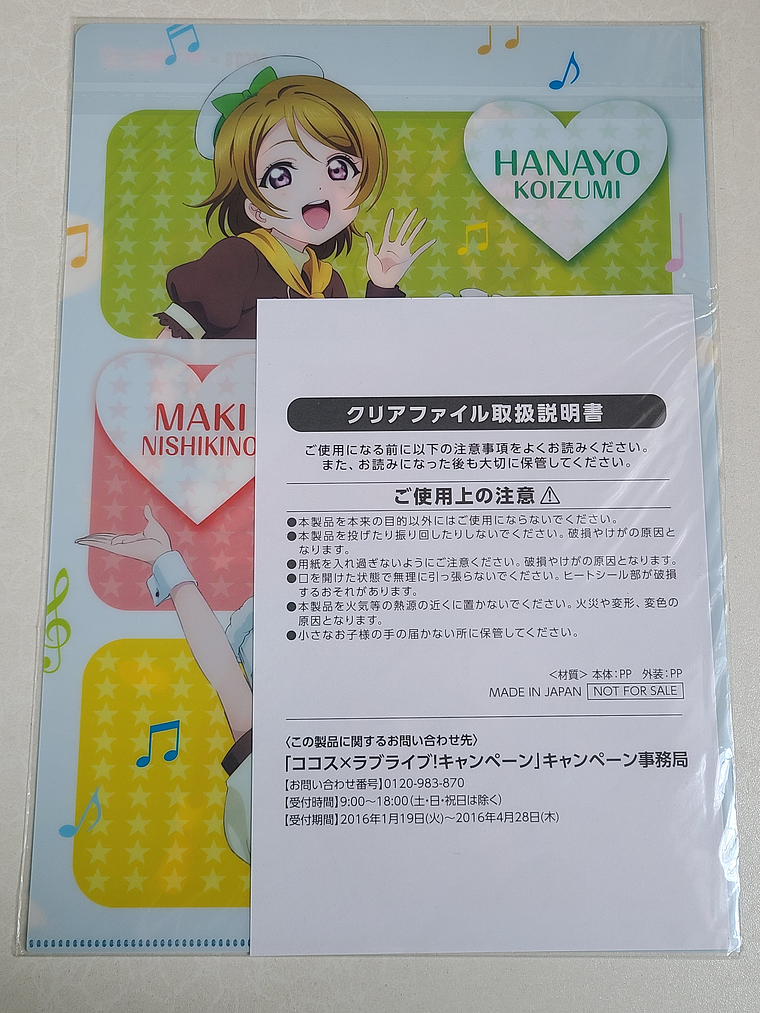 HANAYO
KOIZUMI
MAKI
NISHIKINO
クリアファイル取扱説明書
ご使用になる前に以下の注意事項をよくお読みください。
また、お読みになった後も大切に保管してください。
ご使用上の注意⚠
●本製品を本来の目的以外にはご使用にならないでください。
●本製品を投げたり振り回したりしないでください。破損やけがの原因と
なります。
●用紙を入れ過ぎないようにご注意ください。破損やけがの原因となります。
●口を開けた状態で無理に引っ張らないでください。ヒートシール部が破損
するおそれがあります。
●本製品を火気等の熱源の近くに置かないでください。火災や変形、変色の
原因となります。
●小さなお子様の手の届かない所に保管してください。
＜材質＞ 本体：PP　外装：PP
MADE IN JAPAN NOT FOR SALE
〈この製品に関するお問い合わせ先〉
「ココス×ラブライブ!キャンペーン」キャンペーン事務局
【お問い合わせ番号】0120-983-870
【受付時間】9:00～18:00（土・日・祝日は除く）
【受付期間】2016年1月19日(火)～2016年4月28日(木)